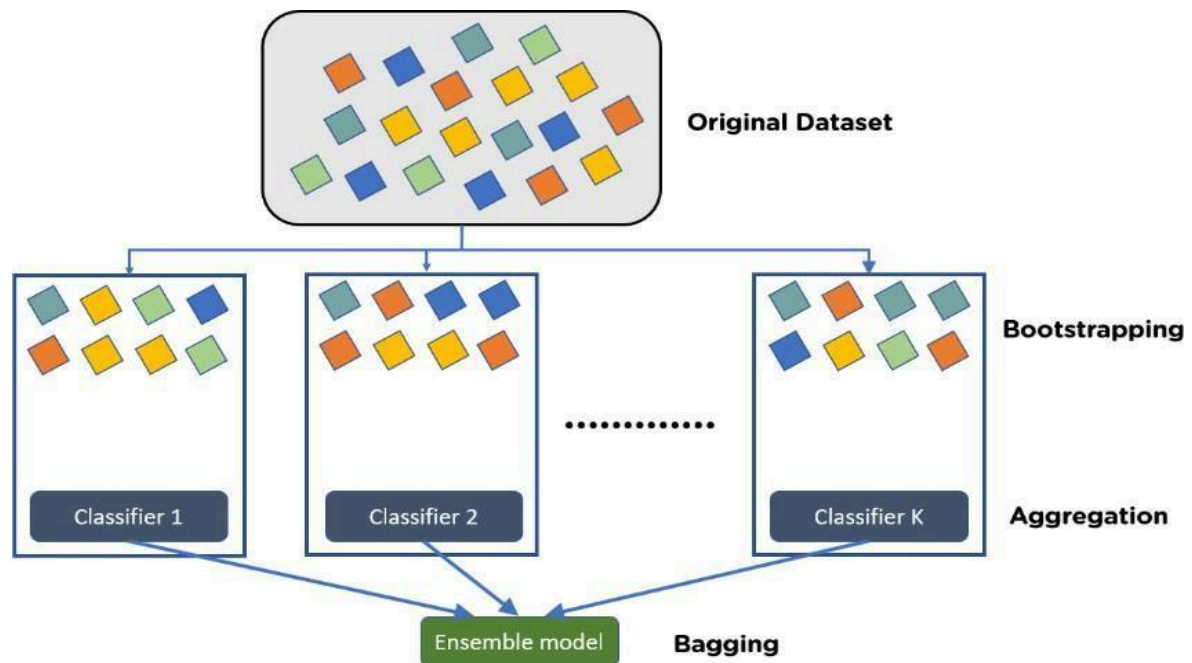 Original Dataset
Bootstrapping
Classifier 1
Classifier 2
.............
Classifier K
Aggregation
Ensemble model
Bagging